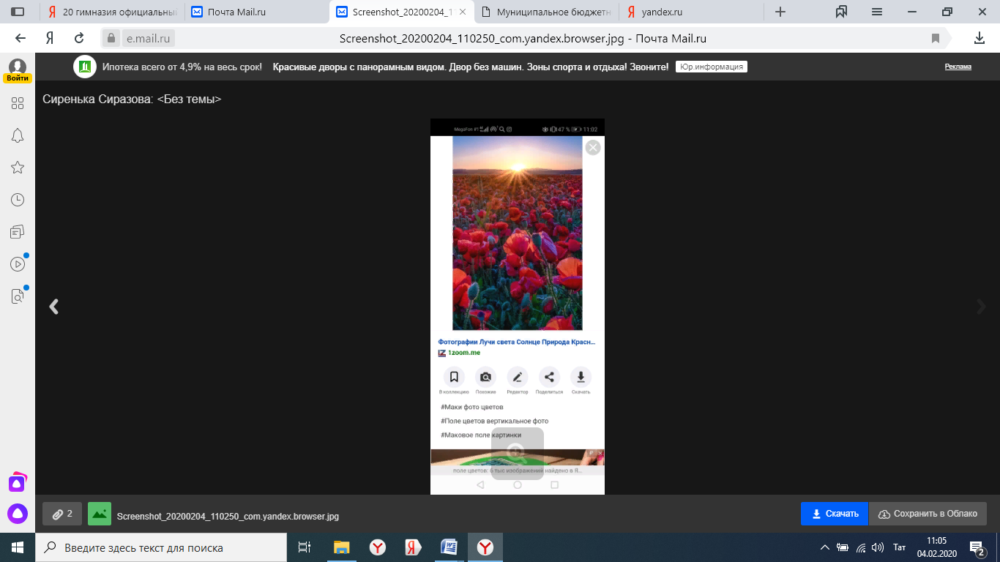 20 гимназия официальный
Почта Mail.ru
Screenshot_20200204_1
Муниципальное бюджетн
yandex.ru
e.mail.ru
Screenshot_20200204_110250_com.yandex.browser.jpg - Почта Mail.ru
Войти
Ипотека всего от 4,9% на весь срок! Красивые дворы с панорамным видом. Двор без машин. Зоны спорта и отдыха! Звоните!
Юр.информация
Реклама
Сиренька Сиразова: <Без темы>
MegaFon #1
47 % 11:02
Фотографии Лучи света Солнце Природа Красн...
1zoom.me
В коллекцию Похожие Редактор Поделиться Скачать
#Маки фото цветов
#Поле цветов вертикальное фото
#Маковое поле картинки
поле цветов: 6 тыс изображений найдено в Я...
2
Screenshot_20200204_110250_com.yandex.browser.jpg
Скачать
Сохранить в Облако
Введите здесь текст для поиска
Тат
11:05
04.02.2020
2